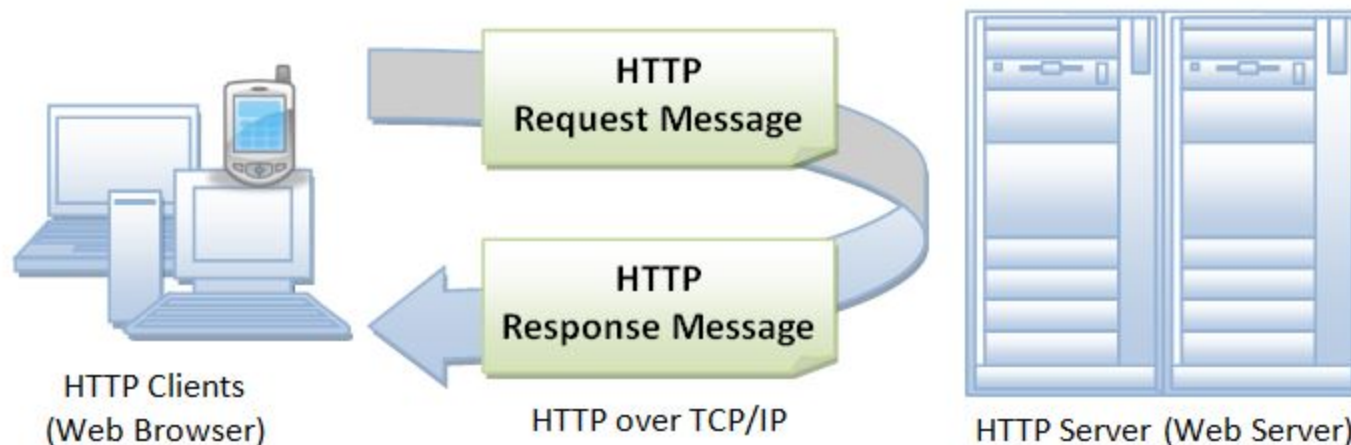 HTTP
Request Message
HTTP
Response Message
HTTP Clients
(Web Browser)
HTTP over TCP/IP
HTTP Server (Web Server)